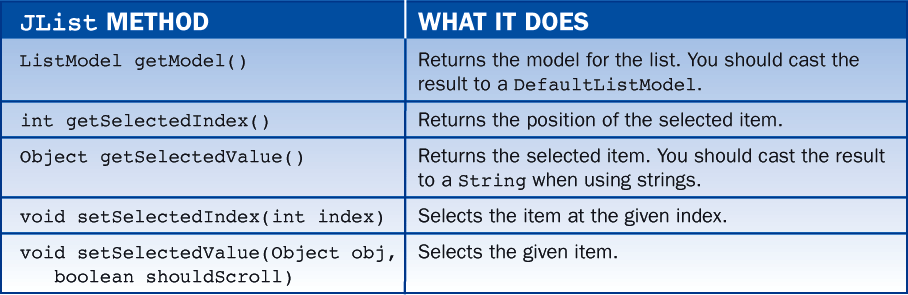 JList METHOD WHAT IT DOES
ListModel getModel() Returns the model for the list. You should cast the
result to a DefaultListModel.
int getSelectedIndex() Returns the position of the selected item.
Object getSelectedValue() Returns the selected item. You should cast the result
to a String when using strings.
void setSelectedIndex(int index) Selects the item at the given index.
void setSelectedValue(Object obj, Selects the given item.
boolean shouldScroll)